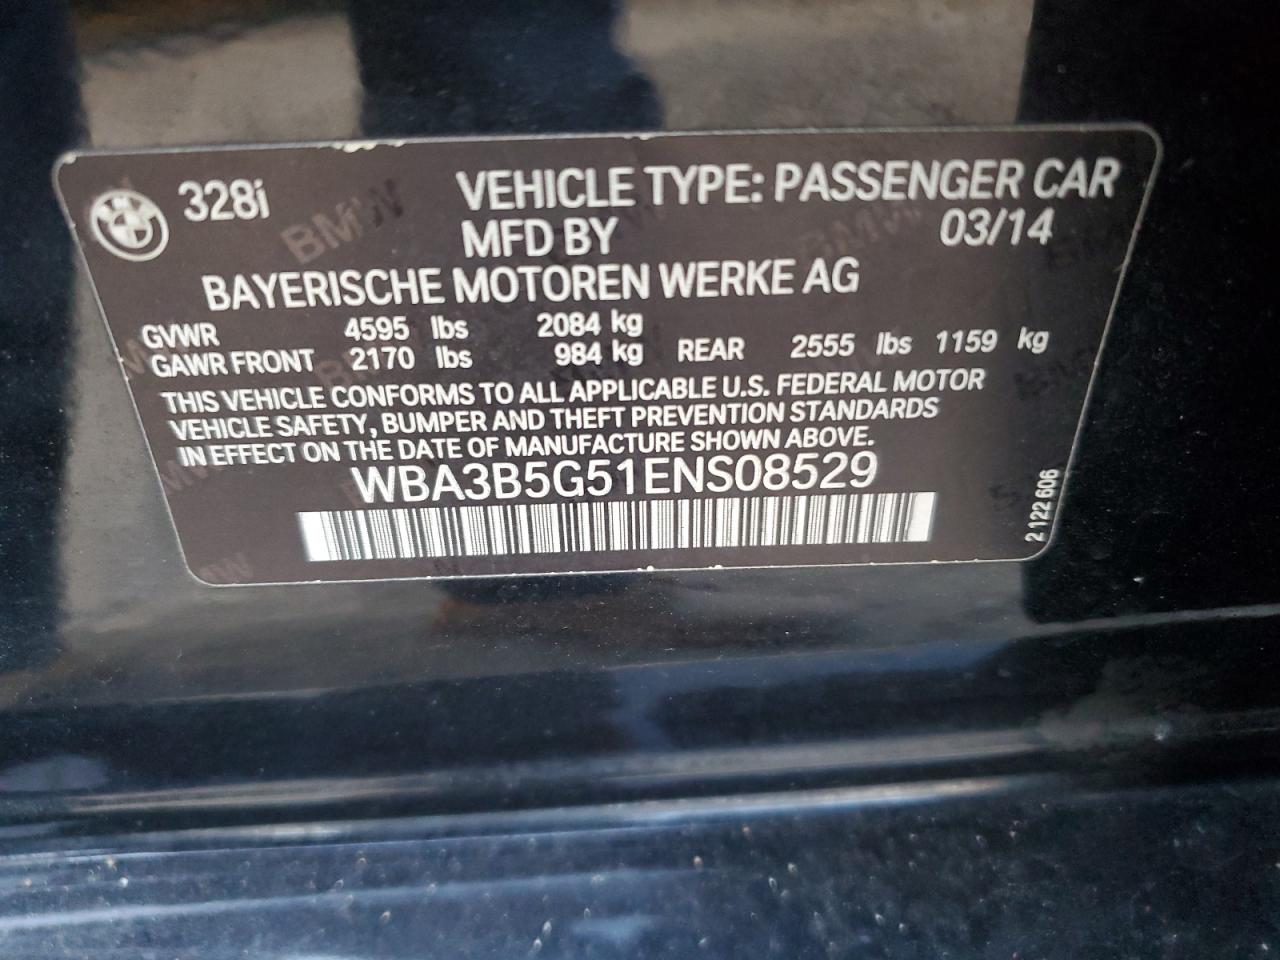 328i VEHICLE TYPE: PASSENGER CAR
MFD BY 03/14
BAYERISCHE MOTOREN WERKE AG
GVWR 4595 lbs 2084 kg
GAWR FRONT 2170 lbs 984 kg REAR 2555 lbs 1159 kg
THIS VEHICLE CONFORMS TO ALL APPLICABLE U.S. FEDERAL MOTOR
VEHICLE SAFETY, BUMPER AND THEFT PREVENTION STANDARDS
IN EFFECT ON THE DATE OF MANUFACTURE SHOWN ABOVE.
WBA3B5G51ENS08529
2 122 606
BMW
BMW
BMW